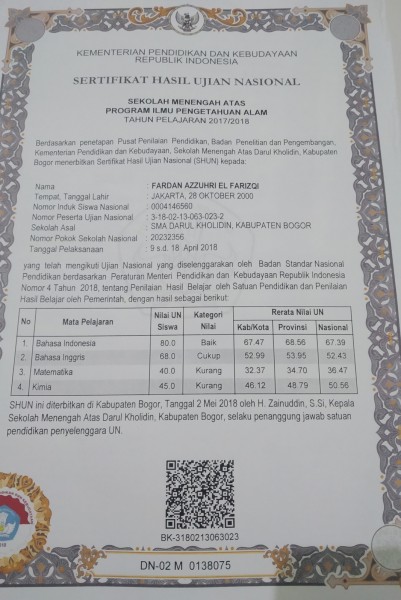 KEMENTERIAN PENDIDIKAN DAN KEBUDAYAAN
REPUBLIK INDONESIA
SERTIFIKAT HASIL UJIAN NASIONAL
SEKOLAH MENENGAH ATAS
PROGRAM ILMU PENGETAHUAN ALAM
TAHUN PELAJARAN 2017/2018
Berdasarkan penetapan Pusat Penilaian Pendidikan, Badan Penelitian dan Pengembangan,
Kementerian Pendidikan dan Kebudayaan, Sekolah Menengah Atas Darul Kholidin, Kabupaten
Bogor menerbitkan Sertifikat Hasil Ujian Nasional (SHUN) kepada:
Nama : FARDAN AZZUHRI EL FARIZQI
Tempat, Tanggal Lahir : JAKARTA, 28 OKTOBER 2000
Nomor Induk Siswa Nasional : 0004146560
Nomor Peserta Ujian Nasional : 3-18-02-13-063-023-2
Sekolah Asal : SMA DARUL KHOLIDIN, KABUPATEN BOGOR
Nomor Pokok Sekolah Nasional : 20232356
Tanggal Pelaksanaan : 9 s.d. 18 April 2018
yang telah mengikuti Ujian Nasional yang diselenggarakan oleh Badan Standar Nasional
Pendidikan berdasarkan Peraturan Menteri Pendidikan dan Kebudayaan Republik Indonesia
Nomor 4 Tahun 2018, tentang Penilaian Hasil Belajar oleh Satuan Pendidikan dan Penilaian
Hasil Belajar oleh Pemerintah, dengan hasil sebagai berikut:
No Mata Pelajaran Nilai UN Siswa Kategori Nilai Rerata Nilai UN
Kab/Kota Provinsi Nasional
1. Bahasa Indonesia 80.0 Baik 67.47 68.56 67.39
2. Bahasa Inggris 68.0 Cukup 52.99 53.95 52.43
3. Matematika 40.0 Kurang 32.37 34.70 36.47
4. Kimia 45.0 Kurang 46.12 48.79 50.56
SHUN ini diterbitkan di Kabupaten Bogor, Tanggal 2 Mei 2018 oleh H. Zainuddin, S.Si, Kepala
Sekolah Menengah Atas Darul Kholidin, Kabupaten Bogor, selaku penanggung jawab satuan
pendidikan penyelenggara UN.
BK-3180213063023
DN-02 M 0138075